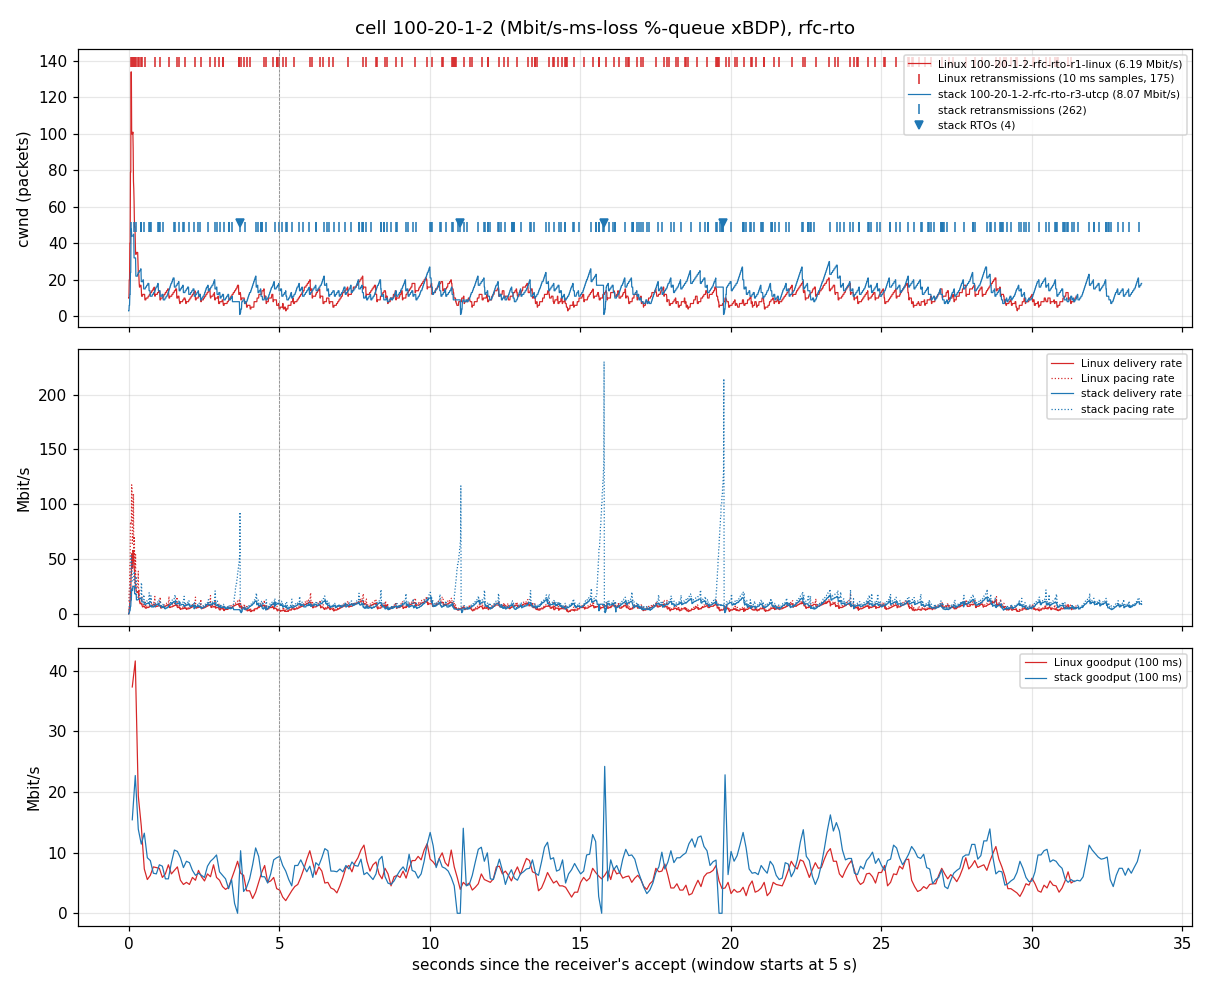 cell 100-20-1-2 (Mbit/s-ms-loss %-queue xBDP), rfc-rto
140
120
100
80
60
40
20
0
cwnd (packets)
Linux 100-20-1-2-rfc-rto-r1-linux (6.19 Mbit/s)
Linux retransmissions (10 ms samples, 175)
stack 100-20-1-2-rfc-rto-r3-utcp (8.07 Mbit/s)
stack retransmissions (262)
stack RTOs (4)
200
150
100
50
0
Mbit/s
Linux delivery rate
Linux pacing rate
stack delivery rate
stack pacing rate
40
30
20
10
0
Mbit/s
Linux goodput (100 ms)
stack goodput (100 ms)
0 5 10 15 20 25 30 35
seconds since the receiver's accept (window starts at 5 s)